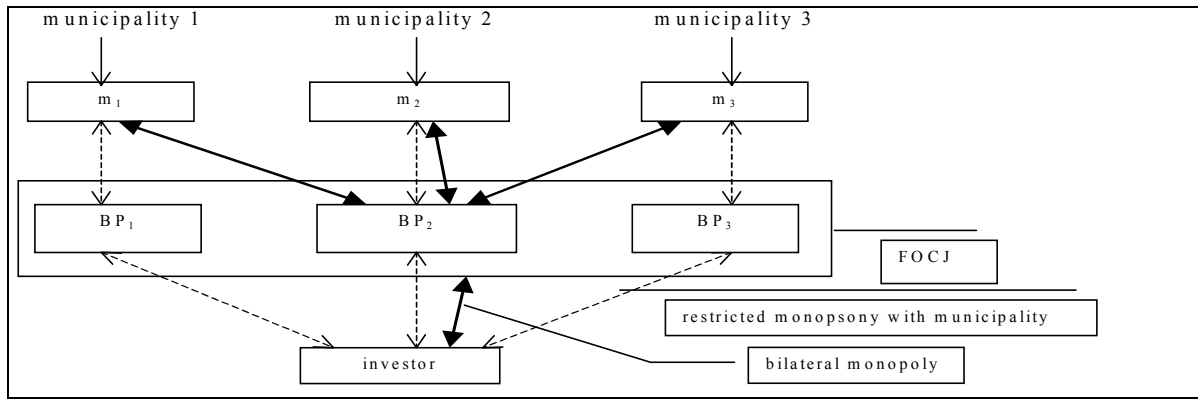 municipality 1
municipality 2
municipality 3
m₁
m₂
m₃
BP₁
BP₂
BP₃
FOCJ
restricted monopsony with municipality
investor
bilateral monopoly